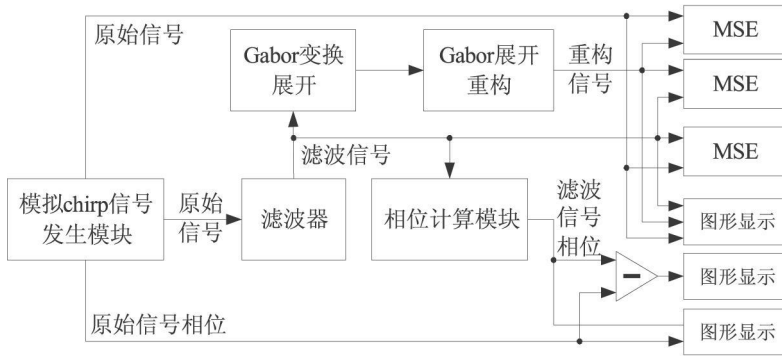 原始信号
MSE
Gabor变换
展开
Gabor展开
重构
重构
信号
MSE
滤波信号
MSE
模拟chirp信号
发生模块
原始
信号
滤波器
相位计算模块
滤波
信号
相位
图形显示
图形显示
原始信号相位
图形显示